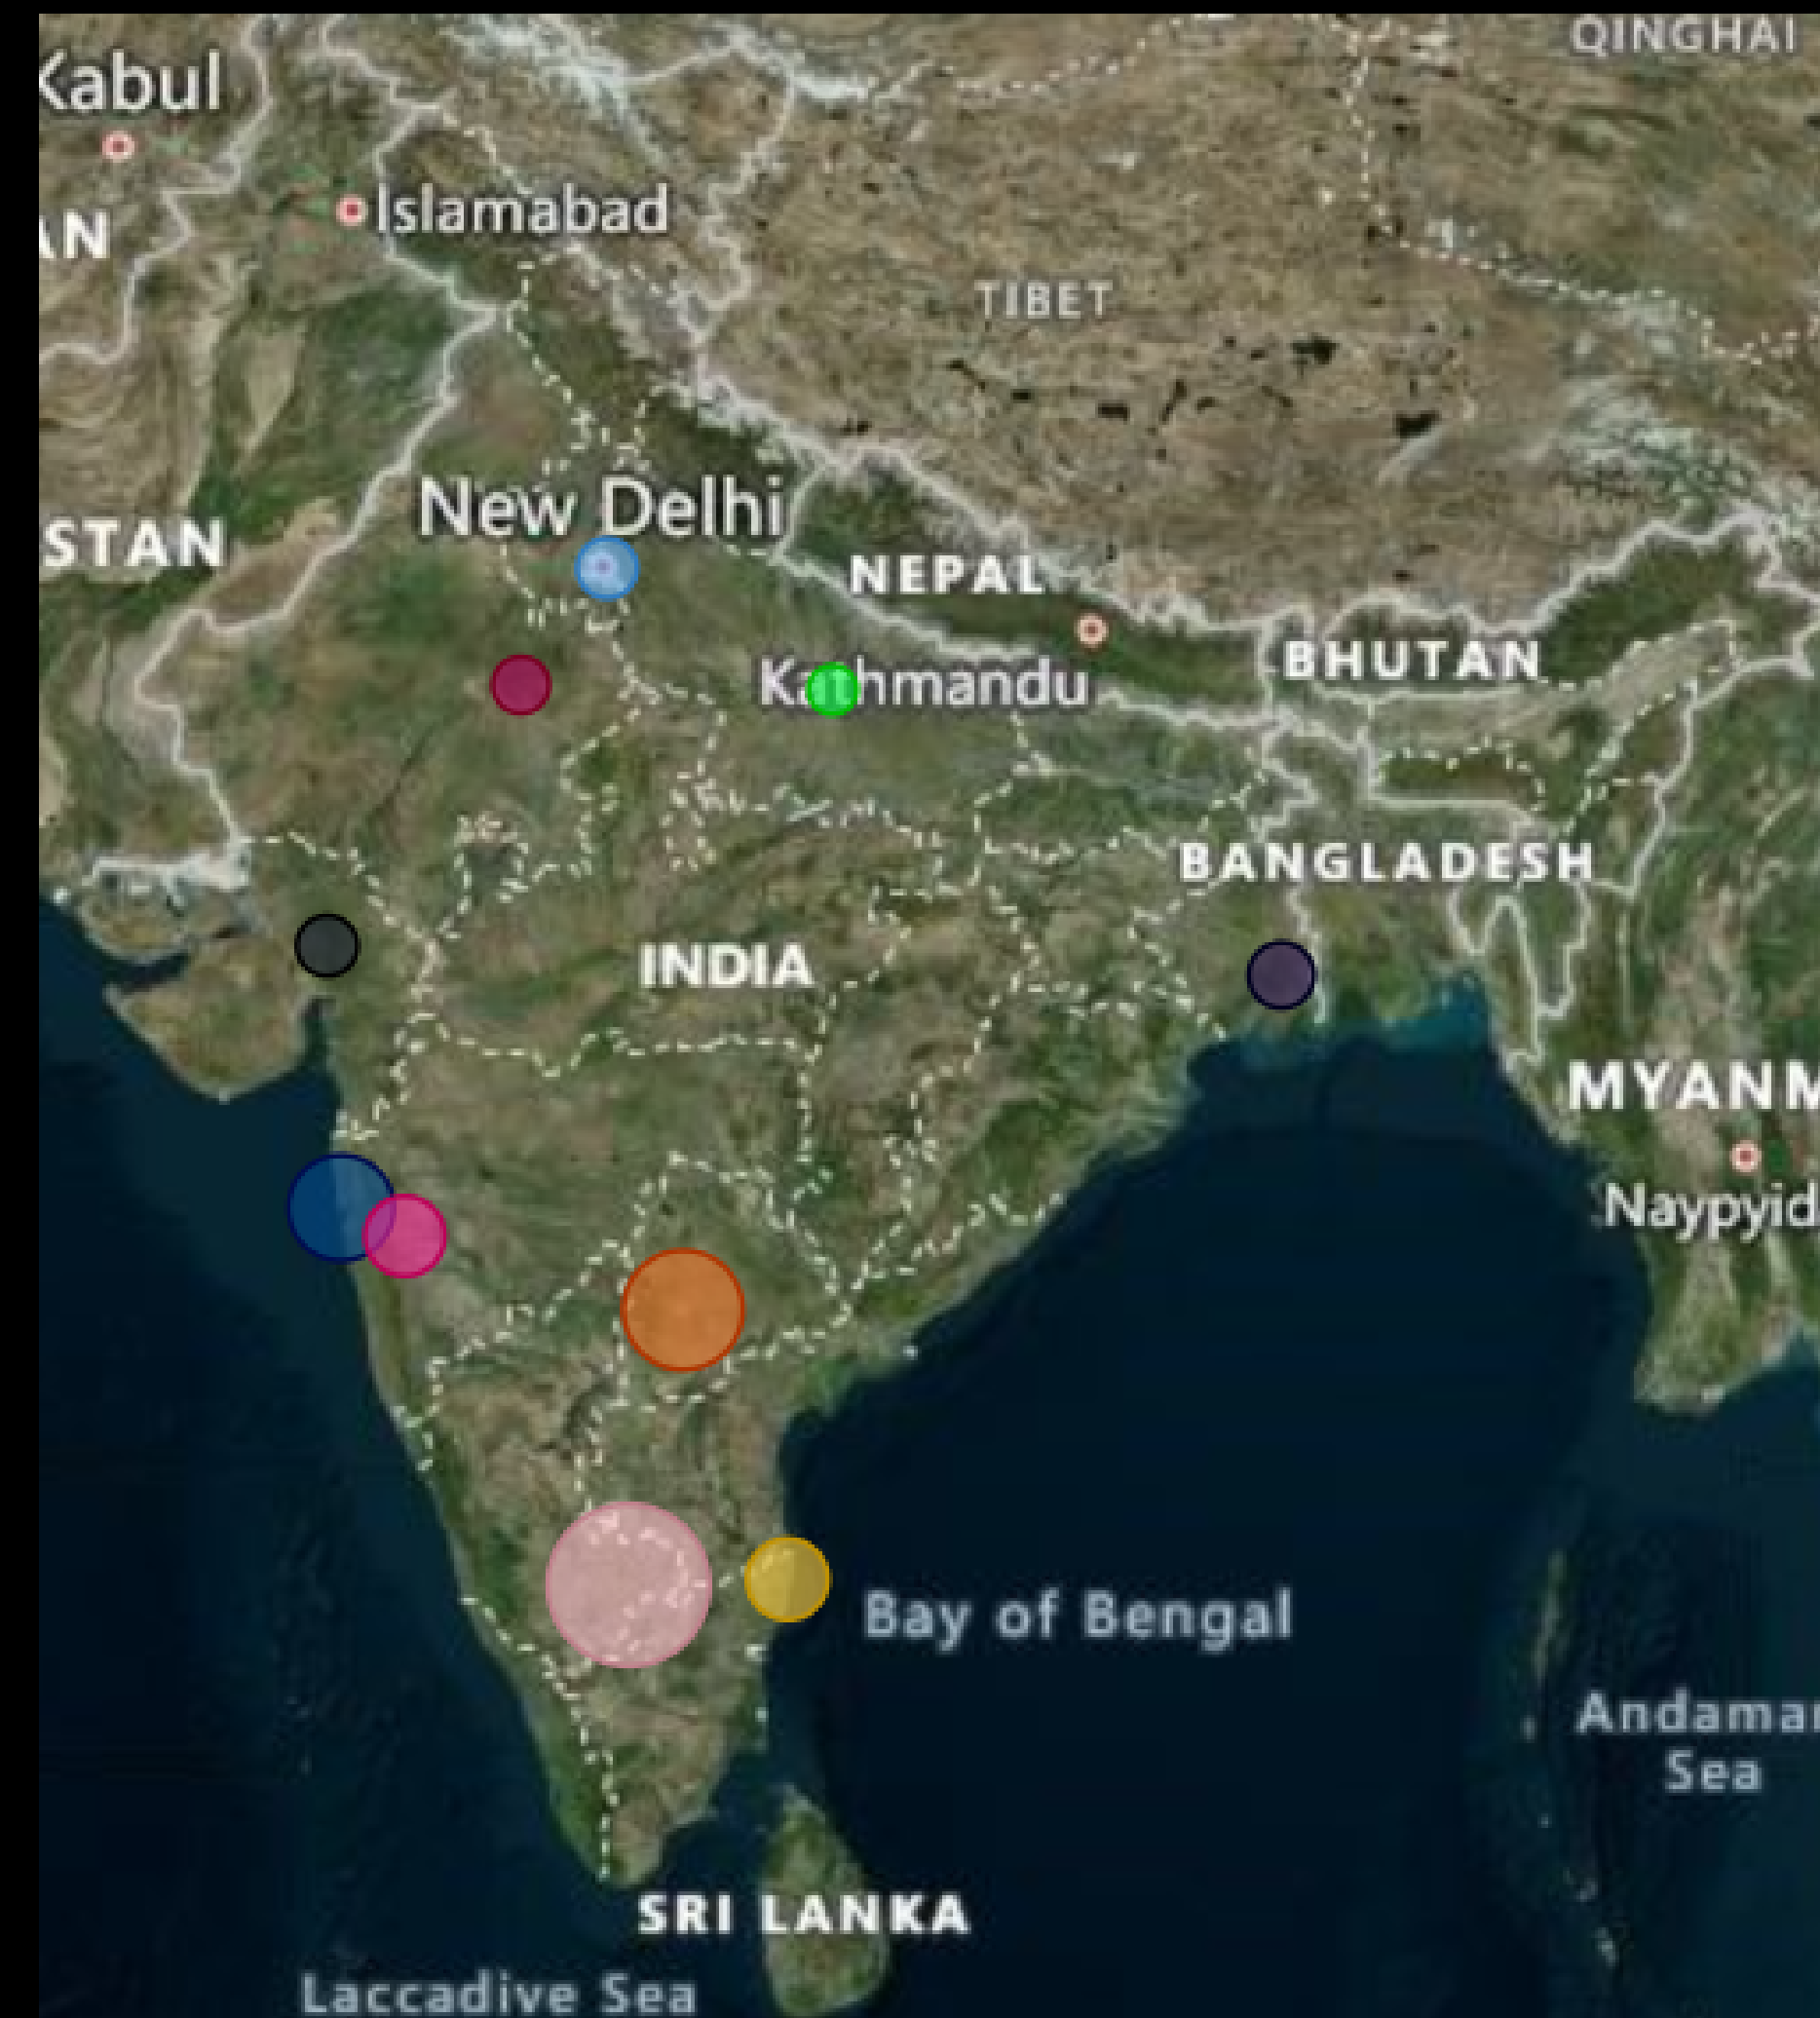 QINGHAI
Kabul
Islamabad
AN
TIBET
New Delhi
STAN
NEPAL
BHUTAN
Kathmandu
BANGLADESH
INDIA
MYANM
Naypyid
Bay of Bengal
Andaman
Sea
SRI LANKA
Laccadive Sea